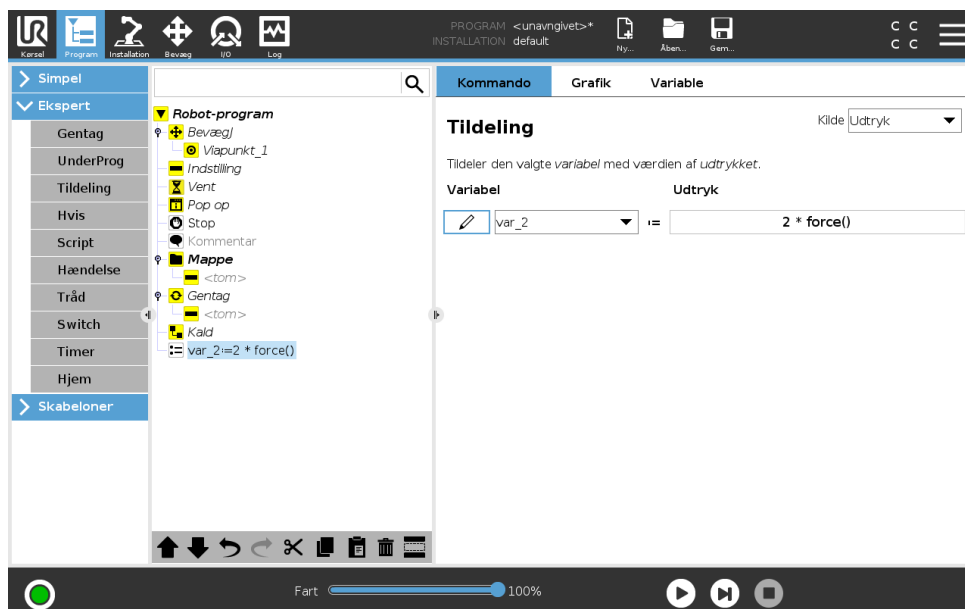 PROGRAM <unavngivet>*
INSTALLATION default
Kørsel Program Installation Bevæg I/O Log Ny... Åben... Gem...
C C
C C
Simpel
Ekspert
Gentag
UnderProg
Tildeling
Hvis
Script
Hændelse
Tråd
Switch
Timer
Hjem
Skabeloner
Robot-program
BevægJ
Viapunkt_1
Indstilling
Vent
Pop op
Stop
Kommentar
Mappe
<tom>
Gentag
<tom>
Kald
var_2:=2 * force()
Kommando Grafik Variable
Tildeling
Kilde Udtryk
Tildeler den valgte variabel med værdien af udtrykket.
Variabel Udtryk
var_2 := 2 * force()
Fart 100%